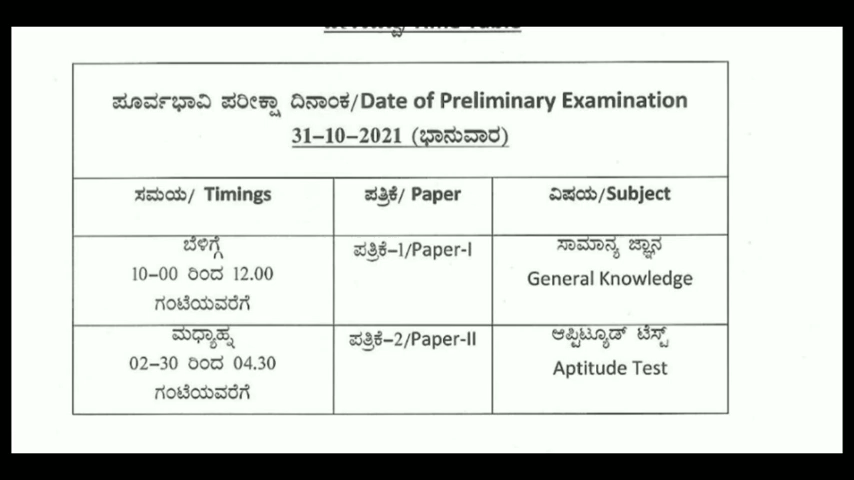 ಪೂರ್ವಭಾವಿ ಪರೀಕ್ಷಾ ದಿನಾಂಕ/Date of Preliminary Examination
31–10–2021 (ಭಾನುವಾರ)
ಸಮಯ/ Timings
ಪತ್ರಿಕೆ/ Paper
ವಿಷಯ/Subject
ಬೆಳಿಗ್ಗೆ
10–00 ರಿಂದ 12.00
ಗಂಟೆಯವರೆಗೆ
ಪತ್ರಿಕೆ–1/Paper-I
ಸಾಮಾನ್ಯ ಜ್ಞಾನ
General Knowledge
ಮಧ್ಯಾಹ್ನ
02–30 ರಿಂದ 04.30
ಗಂಟೆಯವರೆಗೆ
ಪತ್ರಿಕೆ–2/Paper-II
ಆಪ್ಟಿಟ್ಯೂಡ್ ಟೆಸ್ಟ್
Aptitude Test